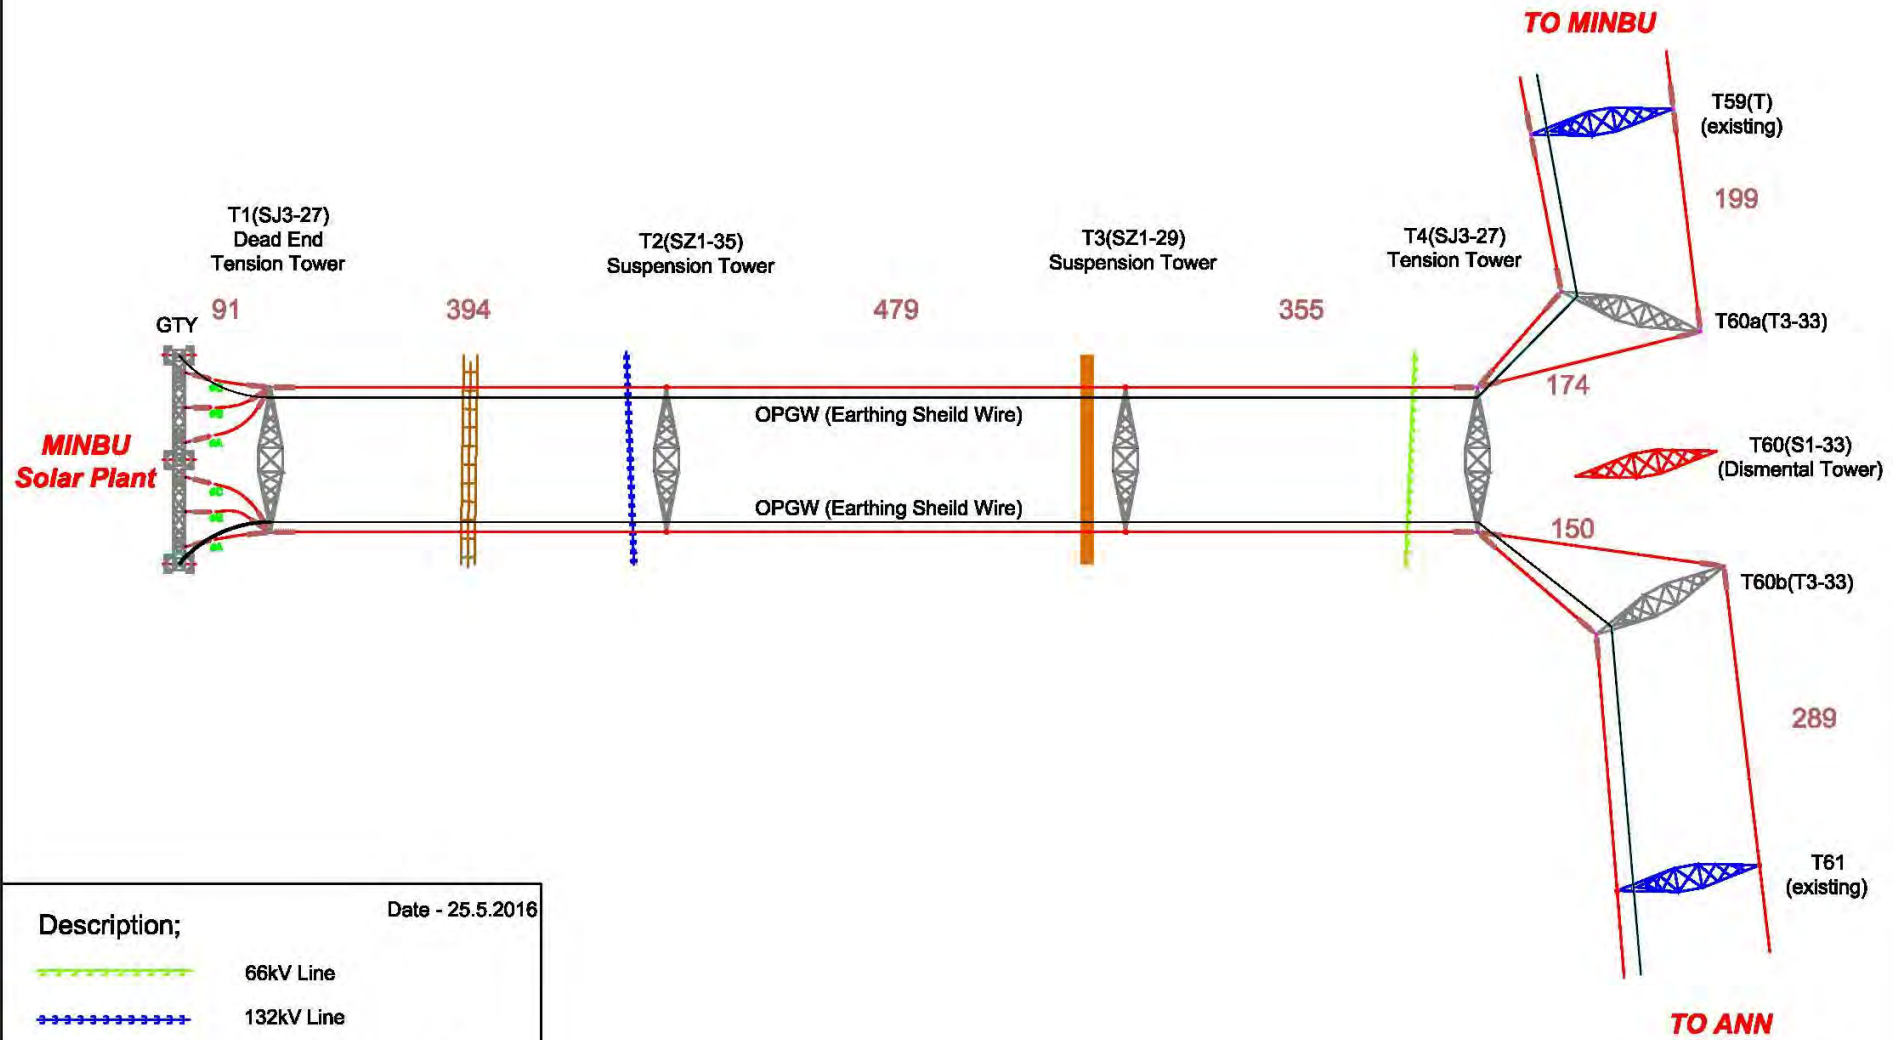 TO MINBU
T59(T)
(existing)
199
T1(SJ3-27)
Dead End
Tension Tower
T2(SZ1-35)
Suspension Tower
T3(SZ1-29)
Suspension Tower
T4(SJ3-27)
Tension Tower
91
394
479
355
GTY
T60a(T3-33)
174
OPGW (Earthing Sheild Wire)
MINBU
Solar Plant
T60(S1-33)
(Dismental Tower)
OPGW (Earthing Sheild Wire)
150
T60b(T3-33)
289
T61
(existing)
TO ANN
Date - 25.5.2016
Description;
66kV Line
132kV Line